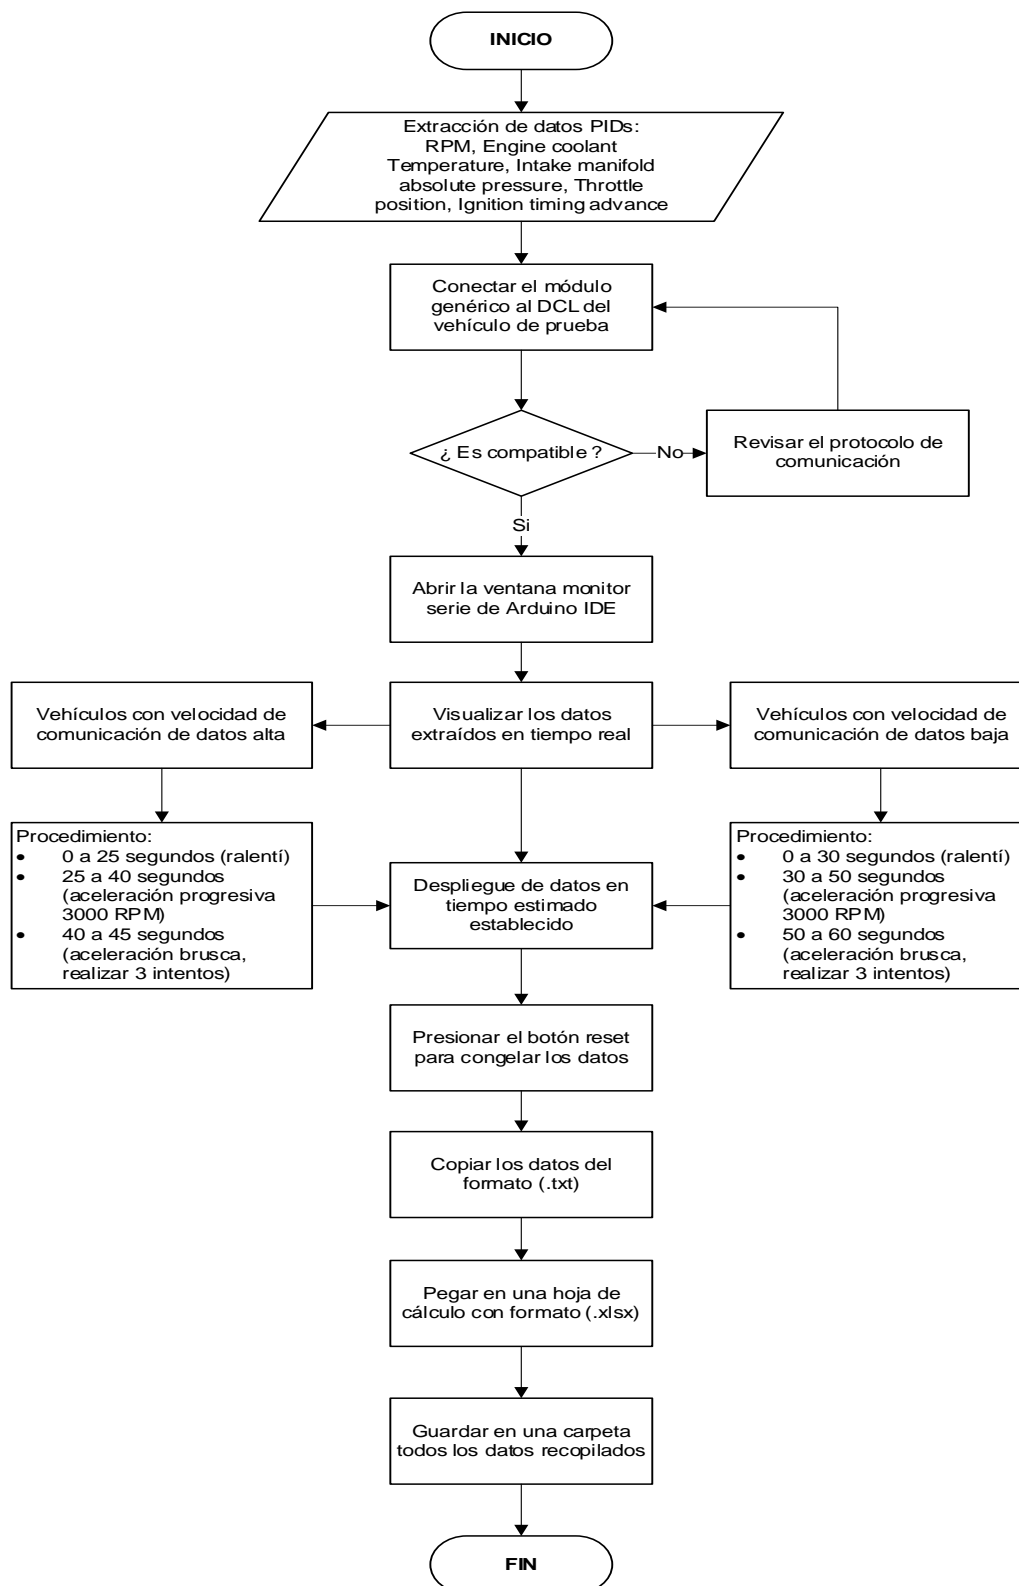 INICIO
Extracción de datos PIDs:
RPM, Engine coolant
Temperature, Intake manifold
absolute pressure, Throttle
position, Ignition timing advance
Conectar el módulo
genérico al DCL del
vehículo de prueba
¿ Es compatible ?
No
Revisar el protocolo de
comunicación
Si
Abrir la ventana monitor
serie de Arduino IDE
Vehículos con velocidad de
comunicación de datos alta
Visualizar los datos
extraídos en tiempo real
Vehículos con velocidad de
comunicación de datos baja
Procedimiento:
• 0 a 25 segundos (ralentí)
• 25 a 40 segundos
(aceleración progresiva
3000 RPM)
• 40 a 45 segundos
(aceleración brusca,
realizar 3 intentos)
Despliegue de datos en
tiempo estimado
establecido
Procedimiento:
• 0 a 30 segundos (ralentí)
• 30 a 50 segundos
(aceleración progresiva
3000 RPM)
• 50 a 60 segundos
(aceleración brusca,
realizar 3 intentos)
Presionar el botón reset
para congelar los datos
Copiar los datos del
formato (.txt)
Pegar en una hoja de
cálculo con formato (.xlsx)
Guardar en una carpeta
todos los datos recopilados
FIN